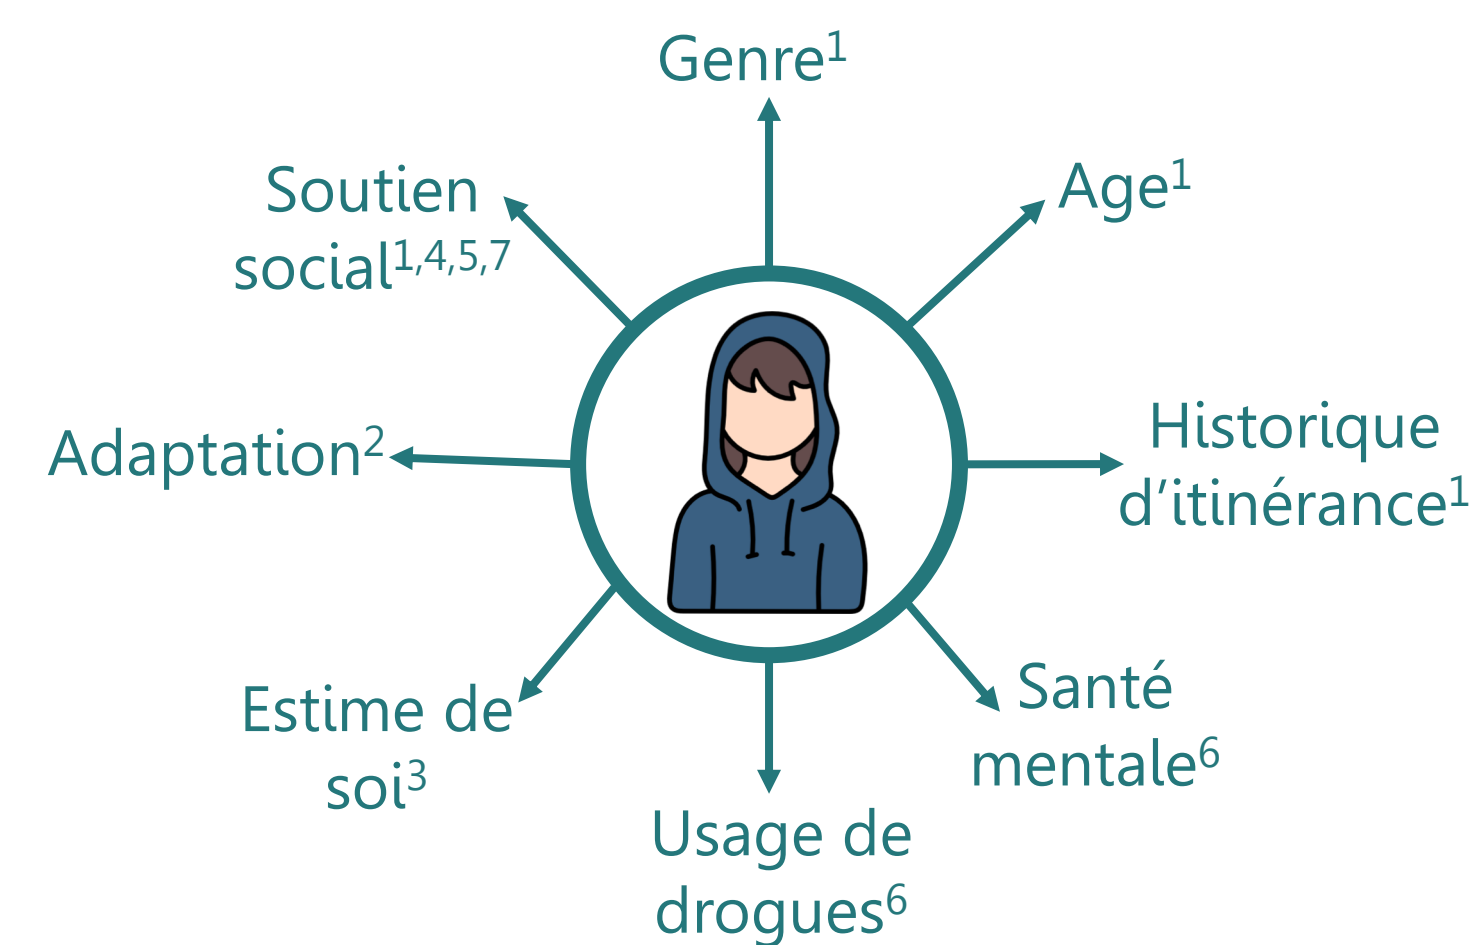 Genre¹
Soutien
social¹,⁴,⁵,⁷
Age¹
Adaptation²
Historique
d’itinérance¹
Estime de
soi³
Santé
mentale⁶
Usage de
drogues⁶